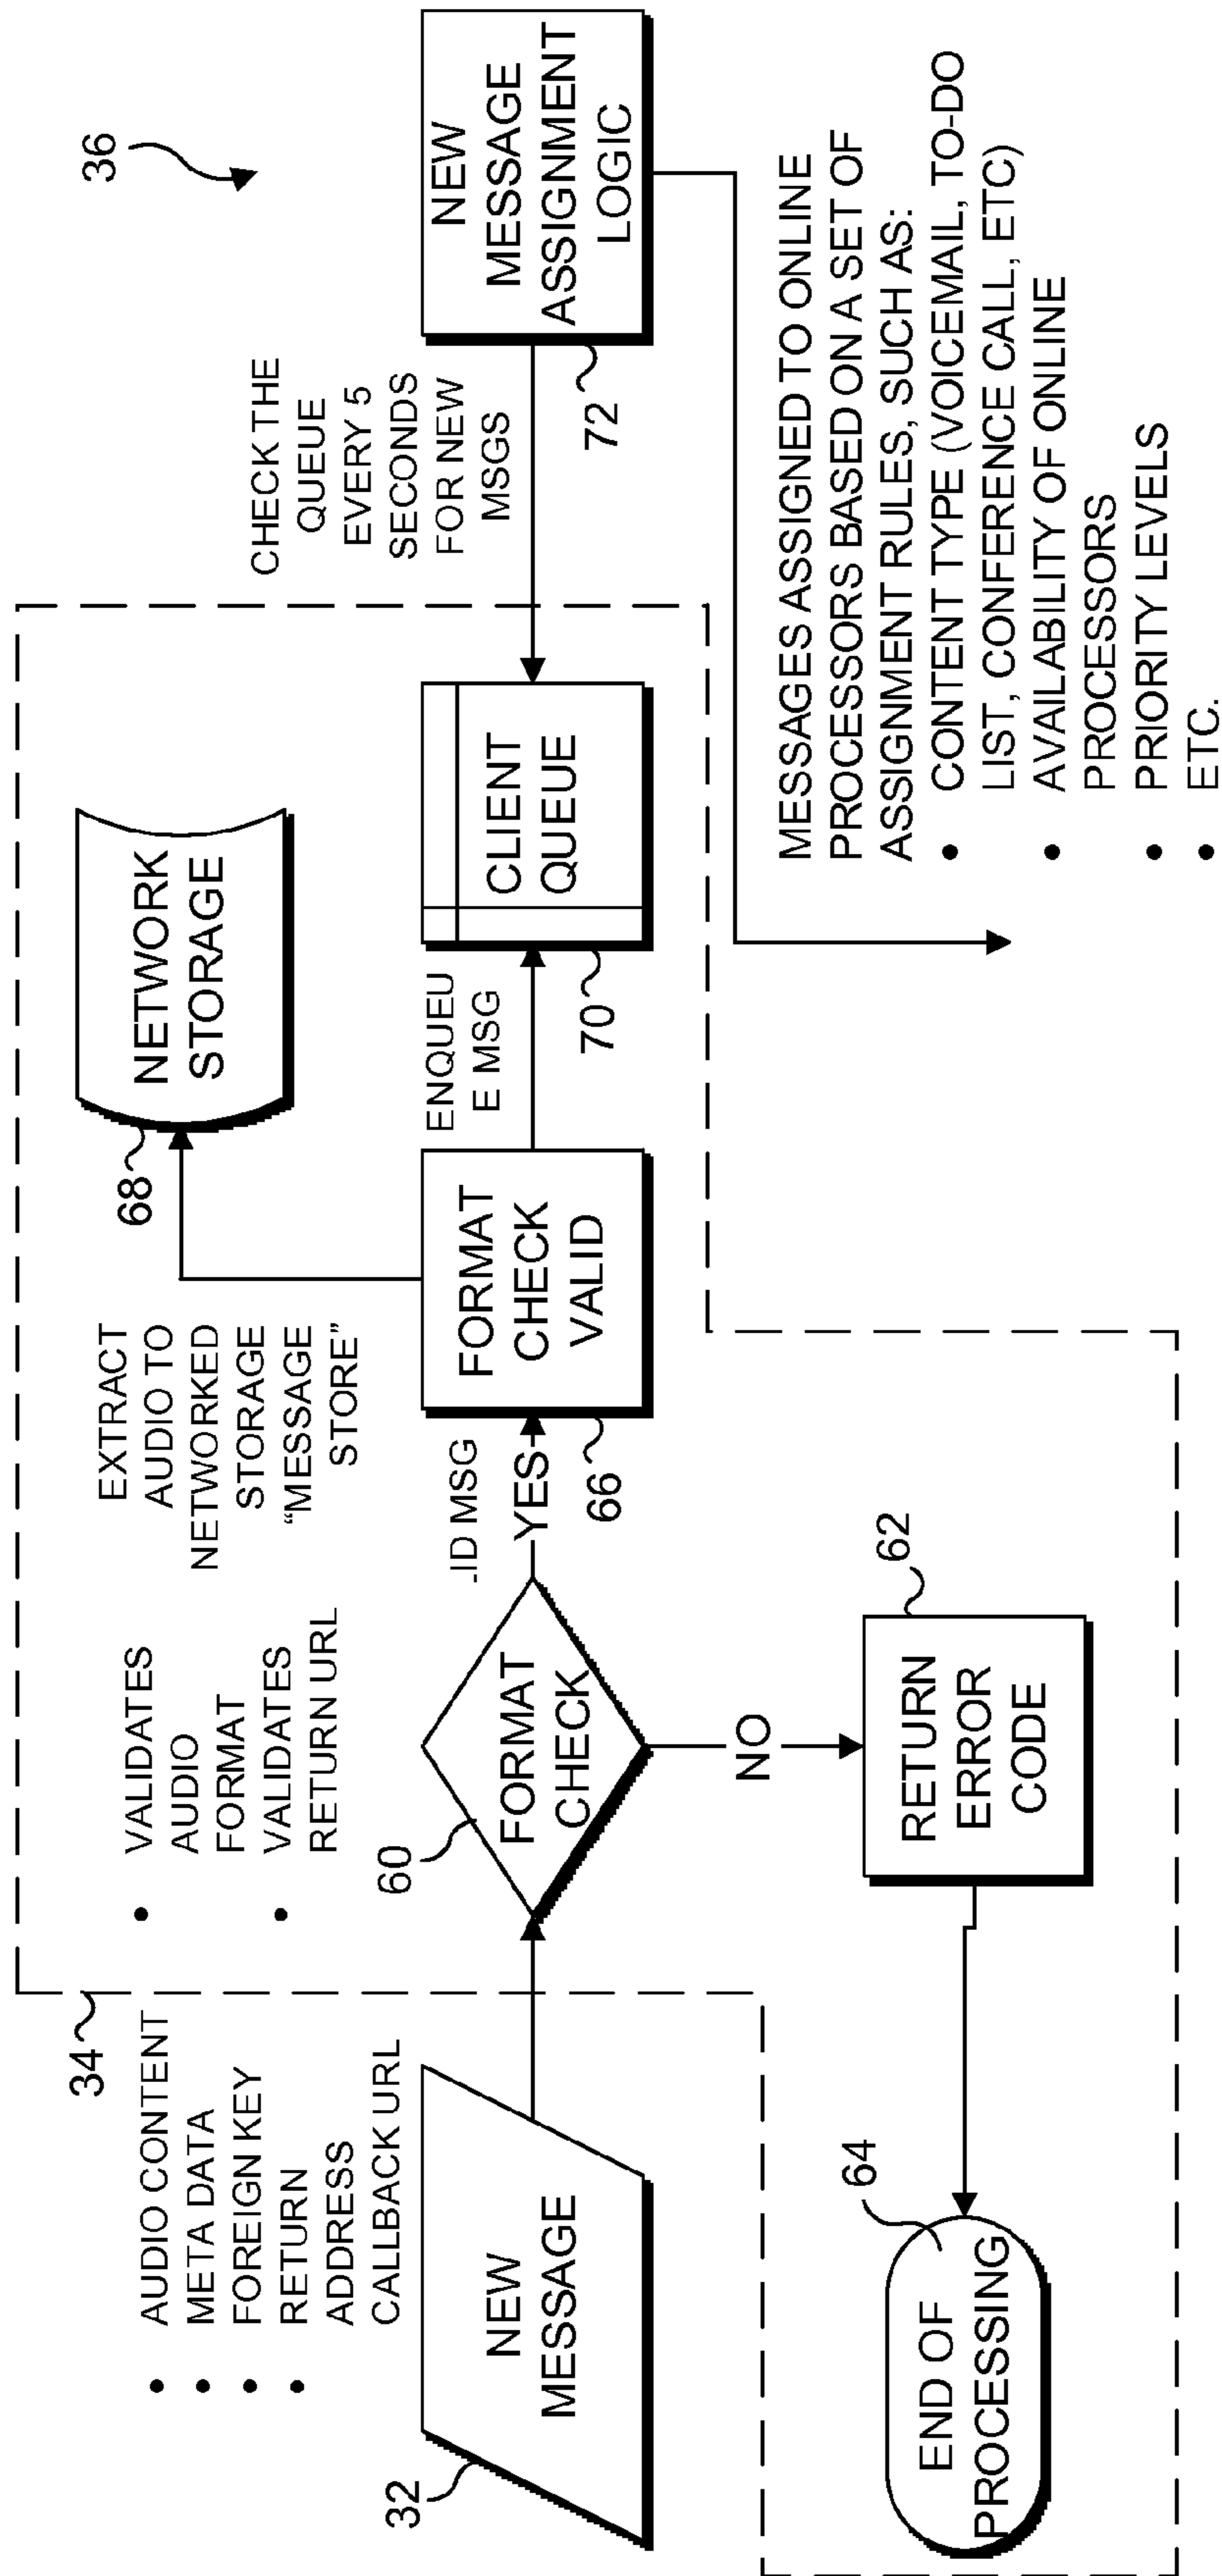 36
34
• AUDIO CONTENT
• META DATA
• FOREIGN KEY
• RETURN
ADDRESS
CALLBACK URL
32
NEW
MESSAGE
• VALIDATES
AUDIO
FORMAT
• VALIDATES
RETURN URL
60
FORMAT
CHECK
NO
62
RETURN
ERROR
CODE
64
END OF
PROCESSING
.ID MSG
YES
66
FORMAT
CHECK
VALID
EXTRACT
AUDIO TO
NETWORKED
STORAGE
“MESSAGE
STORE”
68
NETWORK
STORAGE
ENQUEU
E MSG
70
CLIENT
QUEUE
CHECK THE
QUEUE
EVERY 5
SECONDS
FOR NEW
MSGS
72
NEW
MESSAGE
ASSIGNMENT
LOGIC
MESSAGES ASSIGNED TO ONLINE
PROCESSORS BASED ON A SET OF
ASSIGNMENT RULES, SUCH AS:
• CONTENT TYPE (VOICEMAIL, TO-DO
LIST, CONFERENCE CALL, ETC)
• AVAILABILITY OF ONLINE
PROCESSORS
• PRIORITY LEVELS
• ETC.